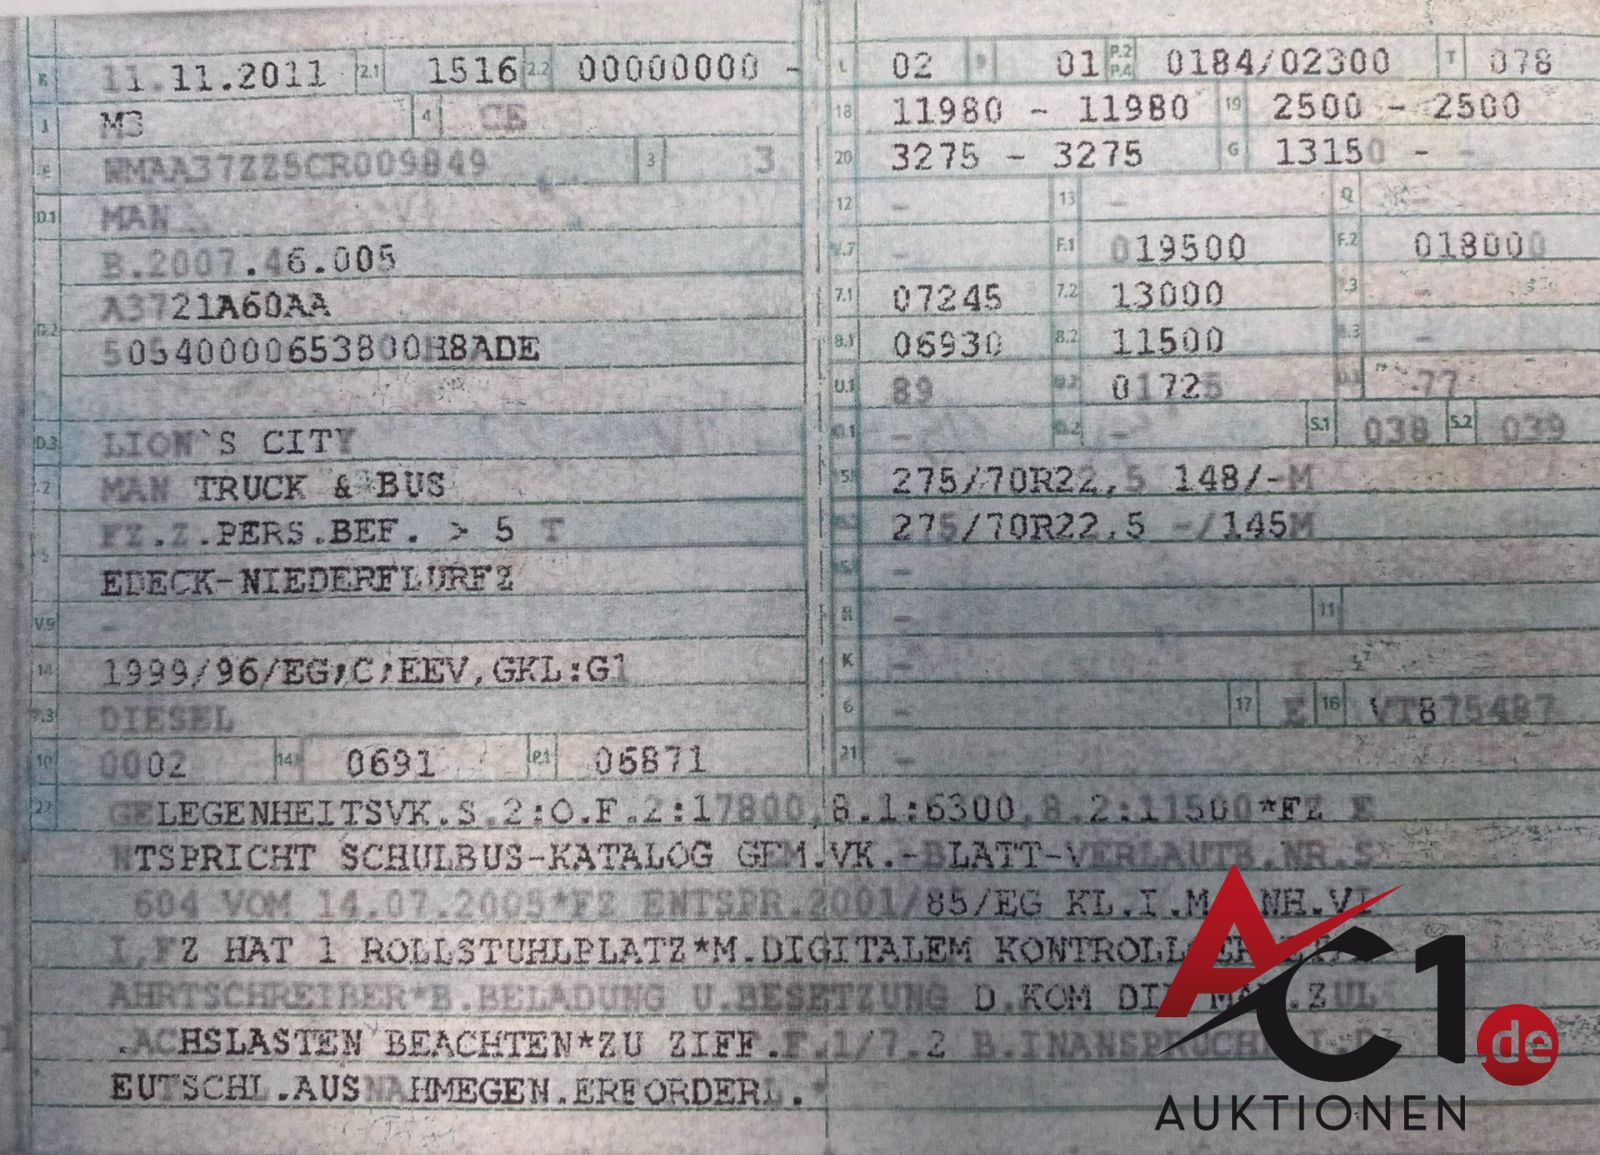 B 11.11.2011 2.1 1516 2.2 00000000 -
J M3 4 CE
E WMAA37ZZ5CR009849 3 3
D.1 MAN
B.2007.46.005
D.2 A3721A60AA
505400000653800H8ADE
D.3 LION`S CITY
2 MAN TRUCK & BUS
5 FZ.Z.PERS.BEF. > 5 T
EDECK-NIEDERFLURFZ
V.9 -
14 1999/96/EG;C;EEV,GKL:G1
P.3 DIESEL
10 0002 14.1 0691 P.1 06871
L 02 9 01 P.2 P.4 0184/02300 T 078
18 11980 - 11980 19 2500 - 2500
20 3275 - 3275 G 13150 - -
12 - 13 - Q -
V.7 - F.1 019500 F.2 018000
7.1 07245 7.2 13000 7.3 -
8.1 06930 8.2 11500 8.3 -
U.1 89 U.2 01725 U.3 77
O.1 - O.2 - S.1 038 S.2 039
15.1 275/70R22,5 148/-M
15.2 275/70R22,5 -/145M
15.3 -
R - 11
K -
6 - 17 E 16 VT875487
21 -
22 GELEGENHEITSVK.S.2:0.F.2:17800,8.1:6300,8.2:11500*FZ E
NTSPRICHT SCHULBUS-KATALOG GEM.VK.-BLATT-VERLAUTB.NR.S
604 VOM 14.07.2005*FZ ENTSPR.2001/85/EG KL.I.M. ANH.VI
I,FZ HAT 1 ROLLSTUHLPLATZ*M.DIGITALEM
AHRTSCHREIBER*B.BELADUNG U.BESETZUNG D.KOM DIE MAX.ZUL
.ACHSLASTEN BEACHTEN*ZU ZIFF.F.1/7.2
EUTSCHL.AUSNAHMEGEN.ERFORDERL.*
AC1.de
AUKTIONEN